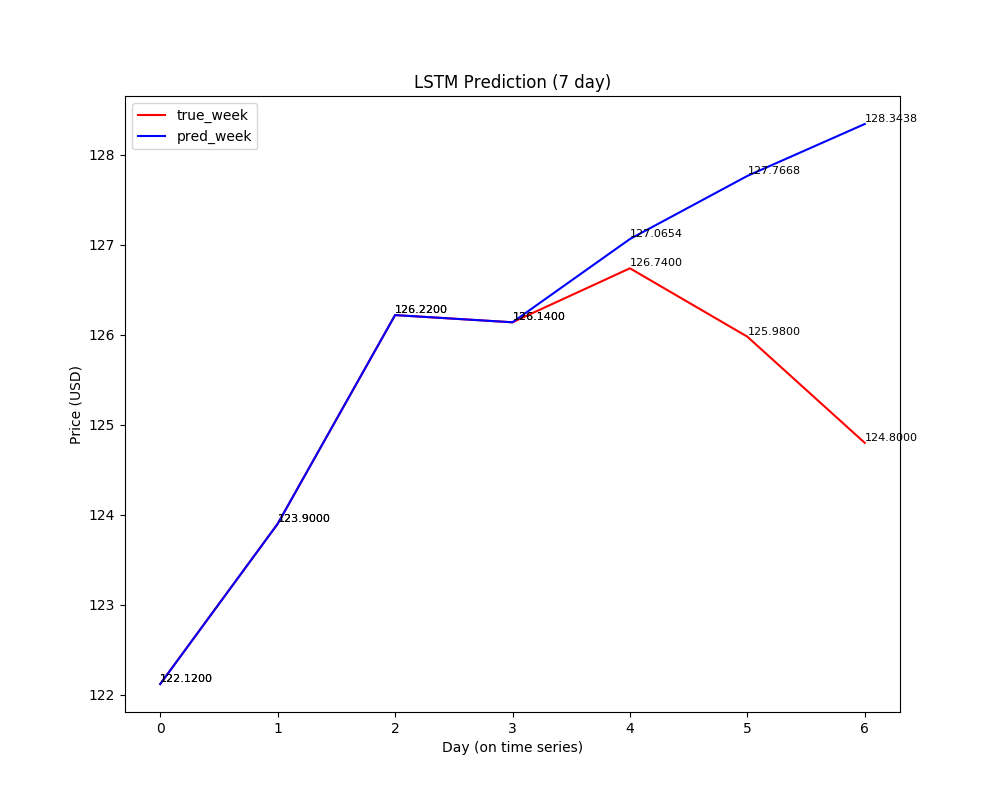 LSTM Prediction (7 day)
true_week
pred_week
128.3438
128
127.7668
127
127.0654
126.7400
126
126.2200
126.1400
125.9800
125
124.8000
124
123.9000
123
122
122.1200
Price (USD)
0 1 2 3 4 5 6
Day (on time series)